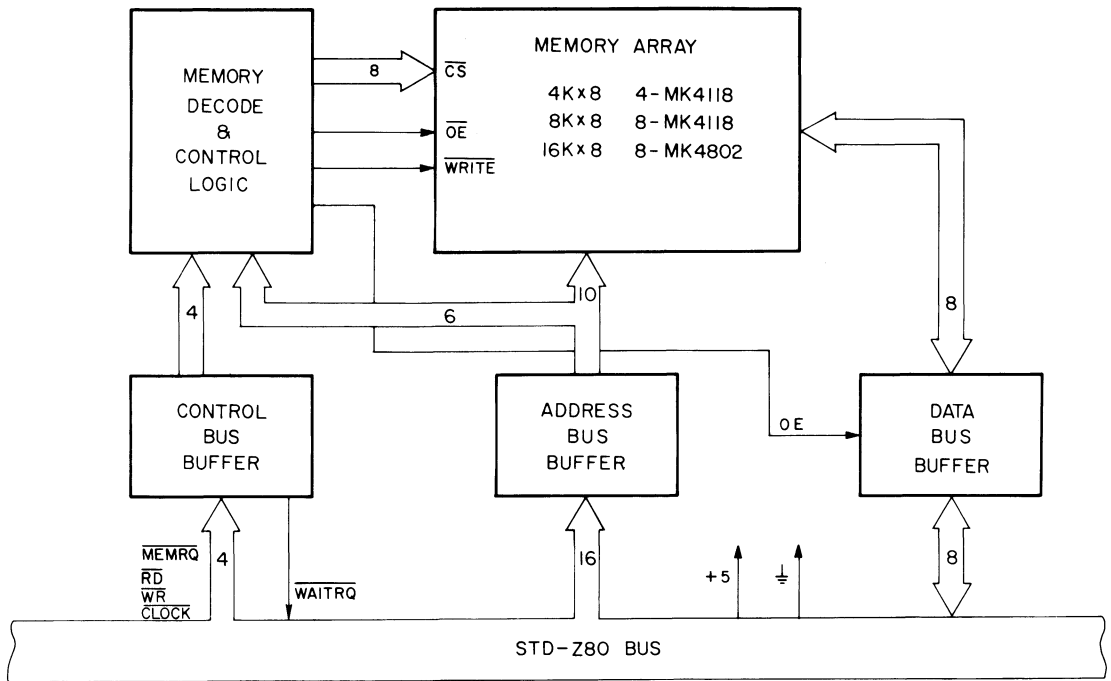 MEMORY
DECODE
&
CONTROL
LOGIC
8
CS
OE
WRITE
MEMORY ARRAY
4K×8 4-MK4118
8K×8 8-MK4118
16K×8 8-MK4802
4
6
10
8
CONTROL
BUS
BUFFER
ADDRESS
BUS
BUFFER
OE
DATA
BUS
BUFFER
MEMRQ
RD
WR
CLOCK
4
WAITRQ
16
+5
8
STD-Z80 BUS